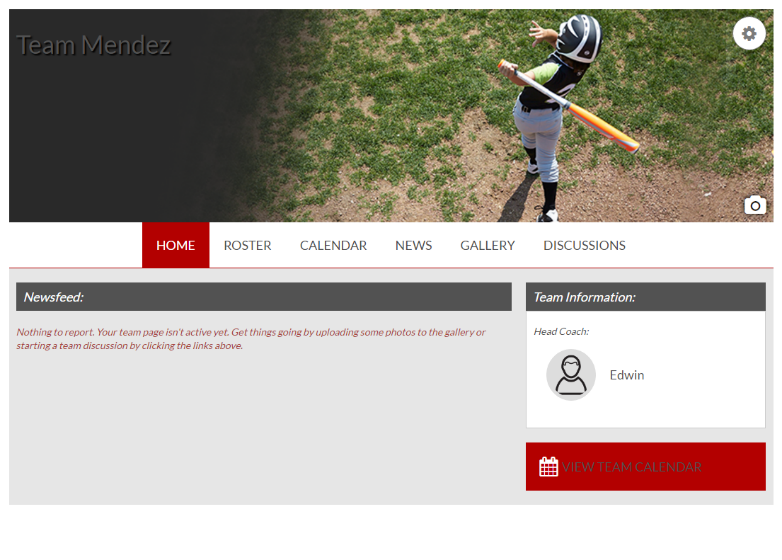 Team Mendez
HOME ROSTER CALENDAR NEWS GALLERY DISCUSSIONS
Newsfeed:
Nothing to report. Your team page isn't active yet. Get things going by uploading some photos to the gallery or
starting a team discussion by clicking the links above.
Team Information:
Head Coach:
Edwin
VIEW TEAM CALENDAR